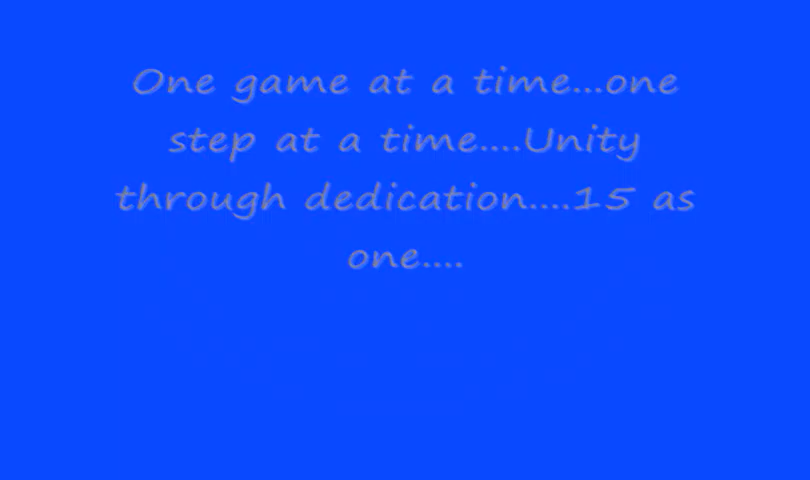 One game at a time...one
step at a time....Unity
through dedication....15 as
one....